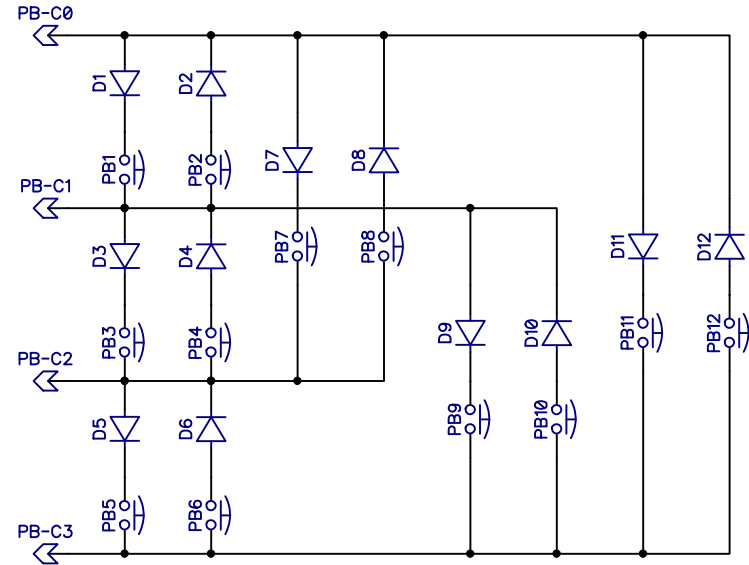 PB-C0
D1
D2
PB1
PB2
D7
D8
PB-C1
D3
D4
PB7
PB8
D11
D12
PB3
PB4
D9
D10
PB11
PB12
PB-C2
D5
D6
PB9
PB10
PB5
PB6
PB-C3